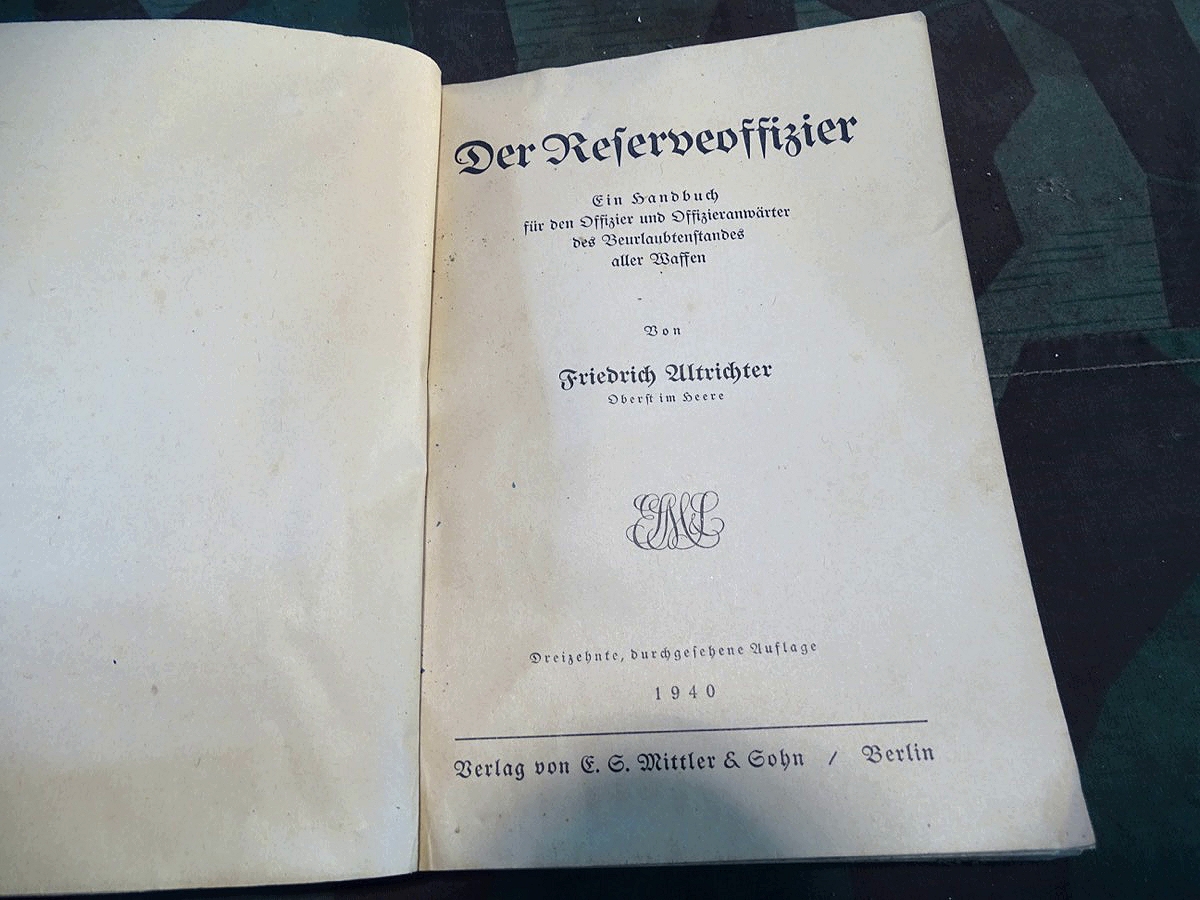 Der Reserveoffizier
Ein Handbuch
für den Offizier und Offizieranwärter
des Beurlaubtenstandes
aller Waffen
Von
Friedrich Altrichter
Oberst im Heere
Dreizehnte, durchgesehene Auflage
1940
Verlag von E. S. Mittler & Sohn / Berlin